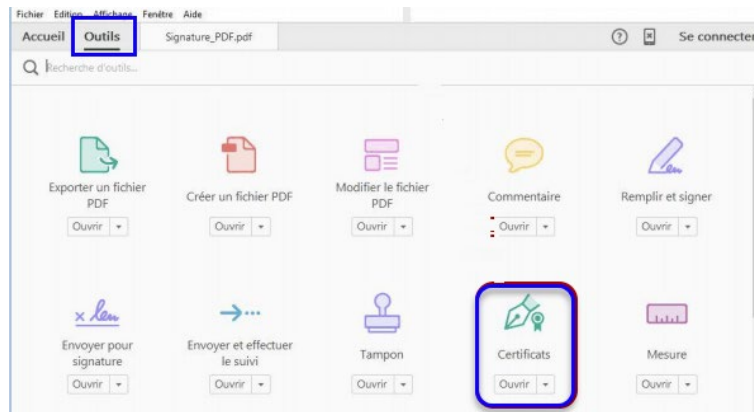 Fichier Edition Affichage Fenêtre Aide
Accueil Outils Signature_PDF.pdf Se connecter
Recherche d'outils...
Exporter un fichier PDF
Créer un fichier PDF
Modifier le fichier PDF
Commentaire
Remplir et signer
Ouvrir Ouvrir Ouvrir Ouvrir Ouvrir
Envoyer pour signature
Envoyer et effectuer le suivi
Tampon
Certificats
Mesure
Ouvrir Ouvrir Ouvrir Ouvrir Ouvrir